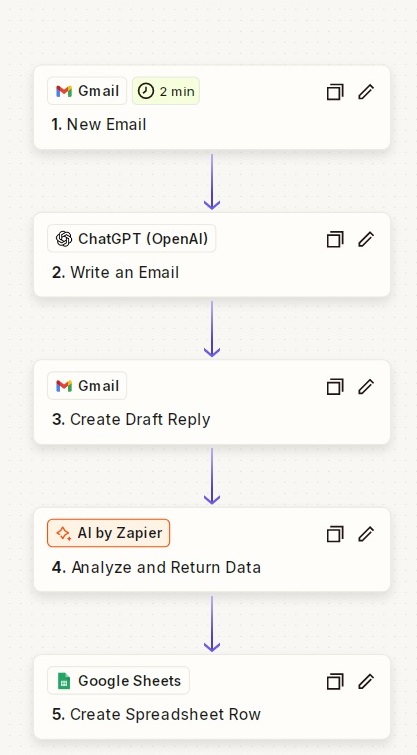 Gmail 2 min
1. New Email
ChatGPT (OpenAI)
2. Write an Email
Gmail
3. Create Draft Reply
AI by Zapier
4. Analyze and Return Data
Google Sheets
5. Create Spreadsheet Row